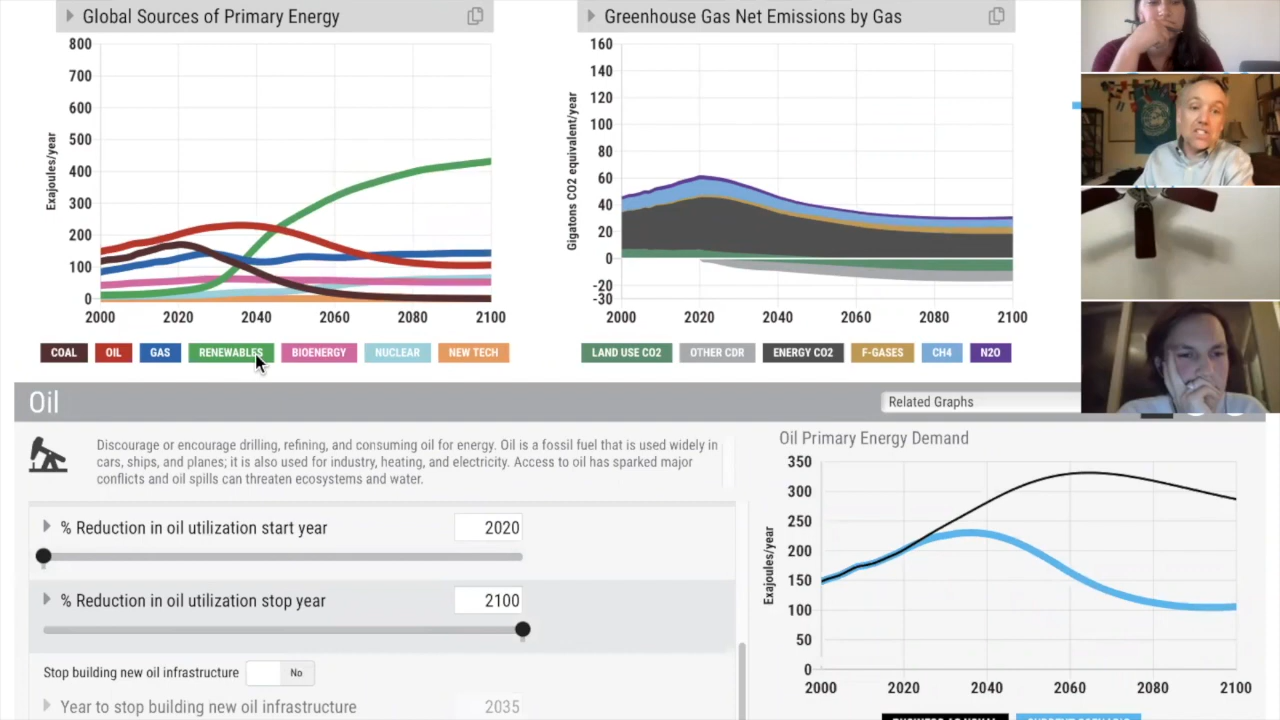 Global Sources of Primary Energy
800
700
600
500
400
300
200
100
0
Exajoules/year
2000 2020 2040 2060 2080 2100
COAL OIL GAS RENEWABLES BIOENERGY NUCLEAR NEW TECH
Greenhouse Gas Net Emissions by Gas
160
140
120
100
80
60
40
20
0
-20
-30
Gigatons CO2 equivalent/year
2000 2020 2040 2060 2080 2100
LAND USE CO2 OTHER CDR ENERGY CO2 F-GASES CH4 N2O
Oil
Related Graphs
Discourage or encourage drilling, refining, and consuming oil for energy. Oil is a fossil fuel that is used widely in
cars, ships, and planes; it is also used for industry, heating, and electricity. Access to oil has sparked major
conflicts and oil spills can threaten ecosystems and water.
% Reduction in oil utilization start year 2020
% Reduction in oil utilization stop year 2100
Stop building new oil infrastructure No
Year to stop building new oil infrastructure 2035
Oil Primary Energy Demand
350
300
250
200
150
100
50
0
Exajoules/year
2000 2020 2040 2060 2080 2100
BUSINESS AS USUAL CURRENT SCENARIO